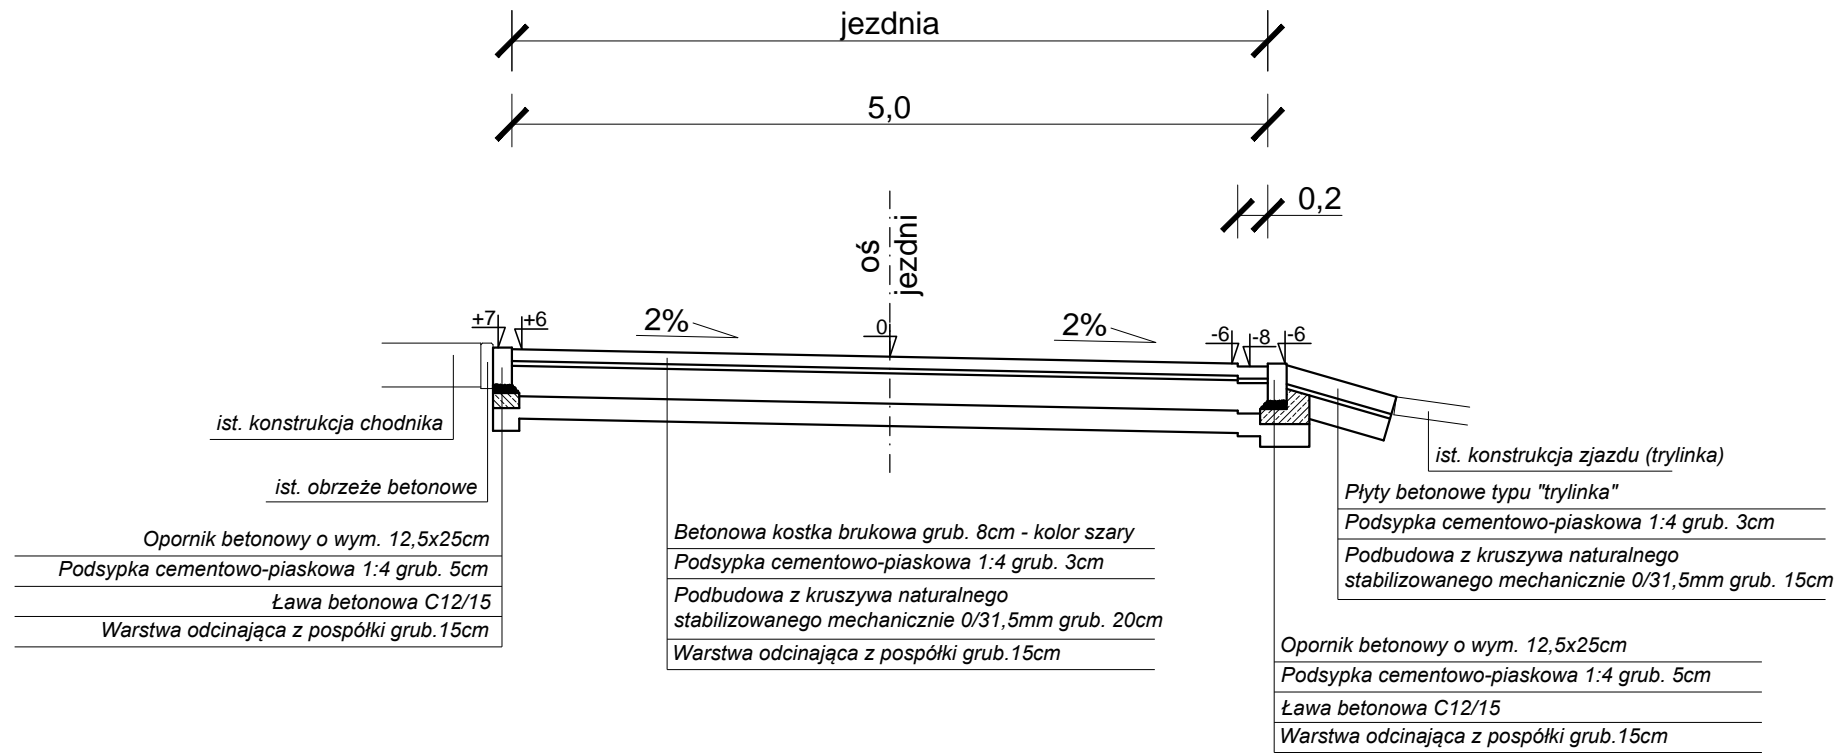 jezdnia
5,0
0,2
oś
jezdni
+7
+6
2%
0
2%
-6
-8
-6
ist. konstrukcja chodnika
ist. obrzeże betonowe
Opornik betonowy o wym. 12,5x25cm
Podsypka cementowo-piaskowa 1:4 grub. 5cm
Ława betonowa C12/15
Warstwa odcinająca z pospółki grub.15cm
Betonowa kostka brukowa grub. 8cm - kolor szary
Podsypka cementowo-piaskowa 1:4 grub. 3cm
Podbudowa z kruszywa naturalnego
stabilizowanego mechanicznie 0/31,5mm grub. 20cm
Warstwa odcinająca z pospółki grub.15cm
ist. konstrukcja zjazdu (trylinka)
Płyty betonowe typu "trylinka"
Podsypka cementowo-piaskowa 1:4 grub. 3cm
Podbudowa z kruszywa naturalnego
stabilizowanego mechanicznie 0/31,5mm grub. 15cm
Opornik betonowy o wym. 12,5x25cm
Podsypka cementowo-piaskowa 1:4 grub. 5cm
Ława betonowa C12/15
Warstwa odcinająca z pospółki grub.15cm